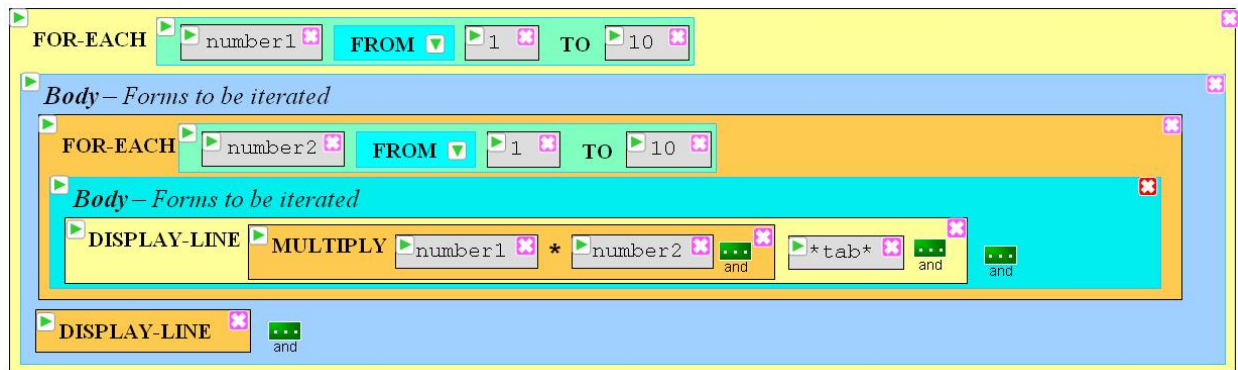 FOR-EACH number1 FROM 1 TO 10
Body – Forms to be iterated
FOR-EACH number2 FROM 1 TO 10
Body – Forms to be iterated
DISPLAY-LINE MULTIPLY number1 * number2 ... and *tab* ... and ... and
DISPLAY-LINE ... and